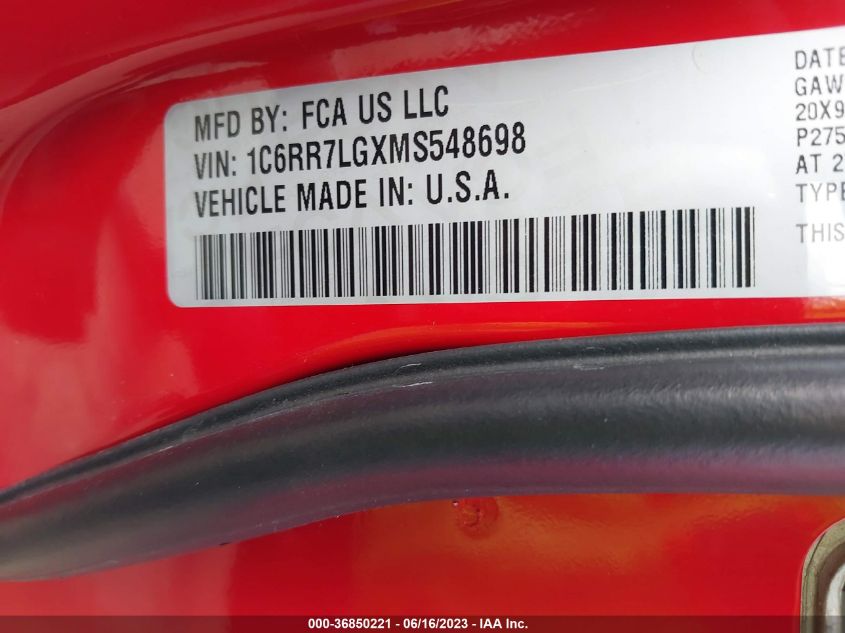 MFD BY: FCA US LLC
VIN: 1C6RR7LGXMS548698
VEHICLE MADE IN: U.S.A.
DATE
GAW
20X9
P275
AT 2
TYPE
THIS
000-36850221 - 06/16/2023 - IAA Inc.